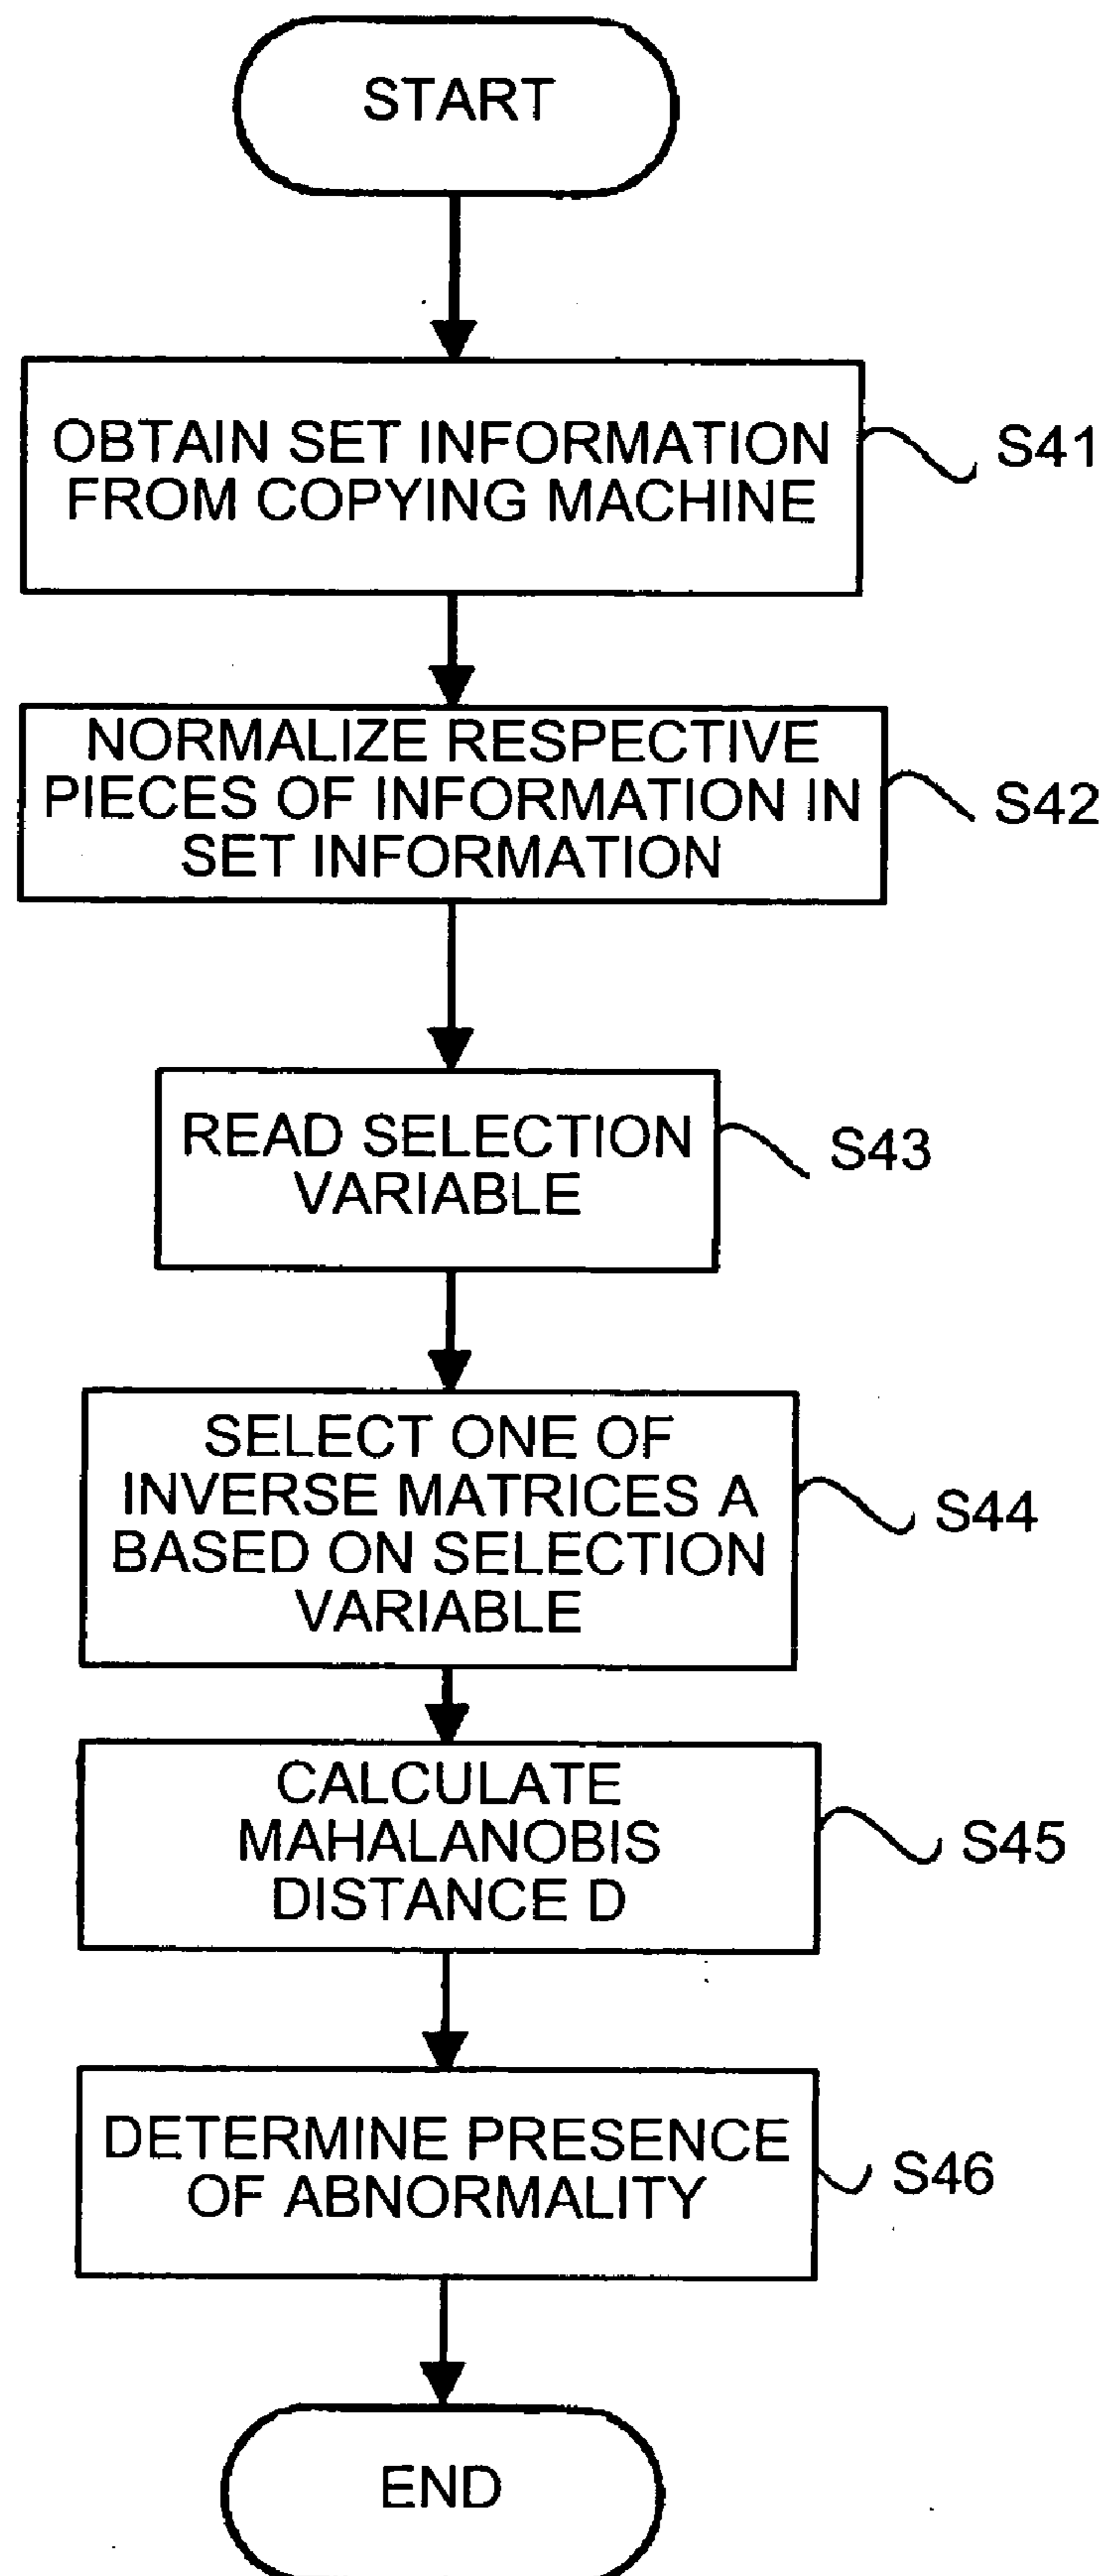 START
OBTAIN SET INFORMATION
FROM COPYING MACHINE
S41
NORMALIZE RESPECTIVE
PIECES OF INFORMATION IN
SET INFORMATION
S42
READ SELECTION
VARIABLE
S43
SELECT ONE OF
INVERSE MATRICES A
BASED ON SELECTION
VARIABLE
S44
CALCULATE
MAHALANOBIS
DISTANCE D
S45
DETERMINE PRESENCE
OF ABNORMALITY
S46
END